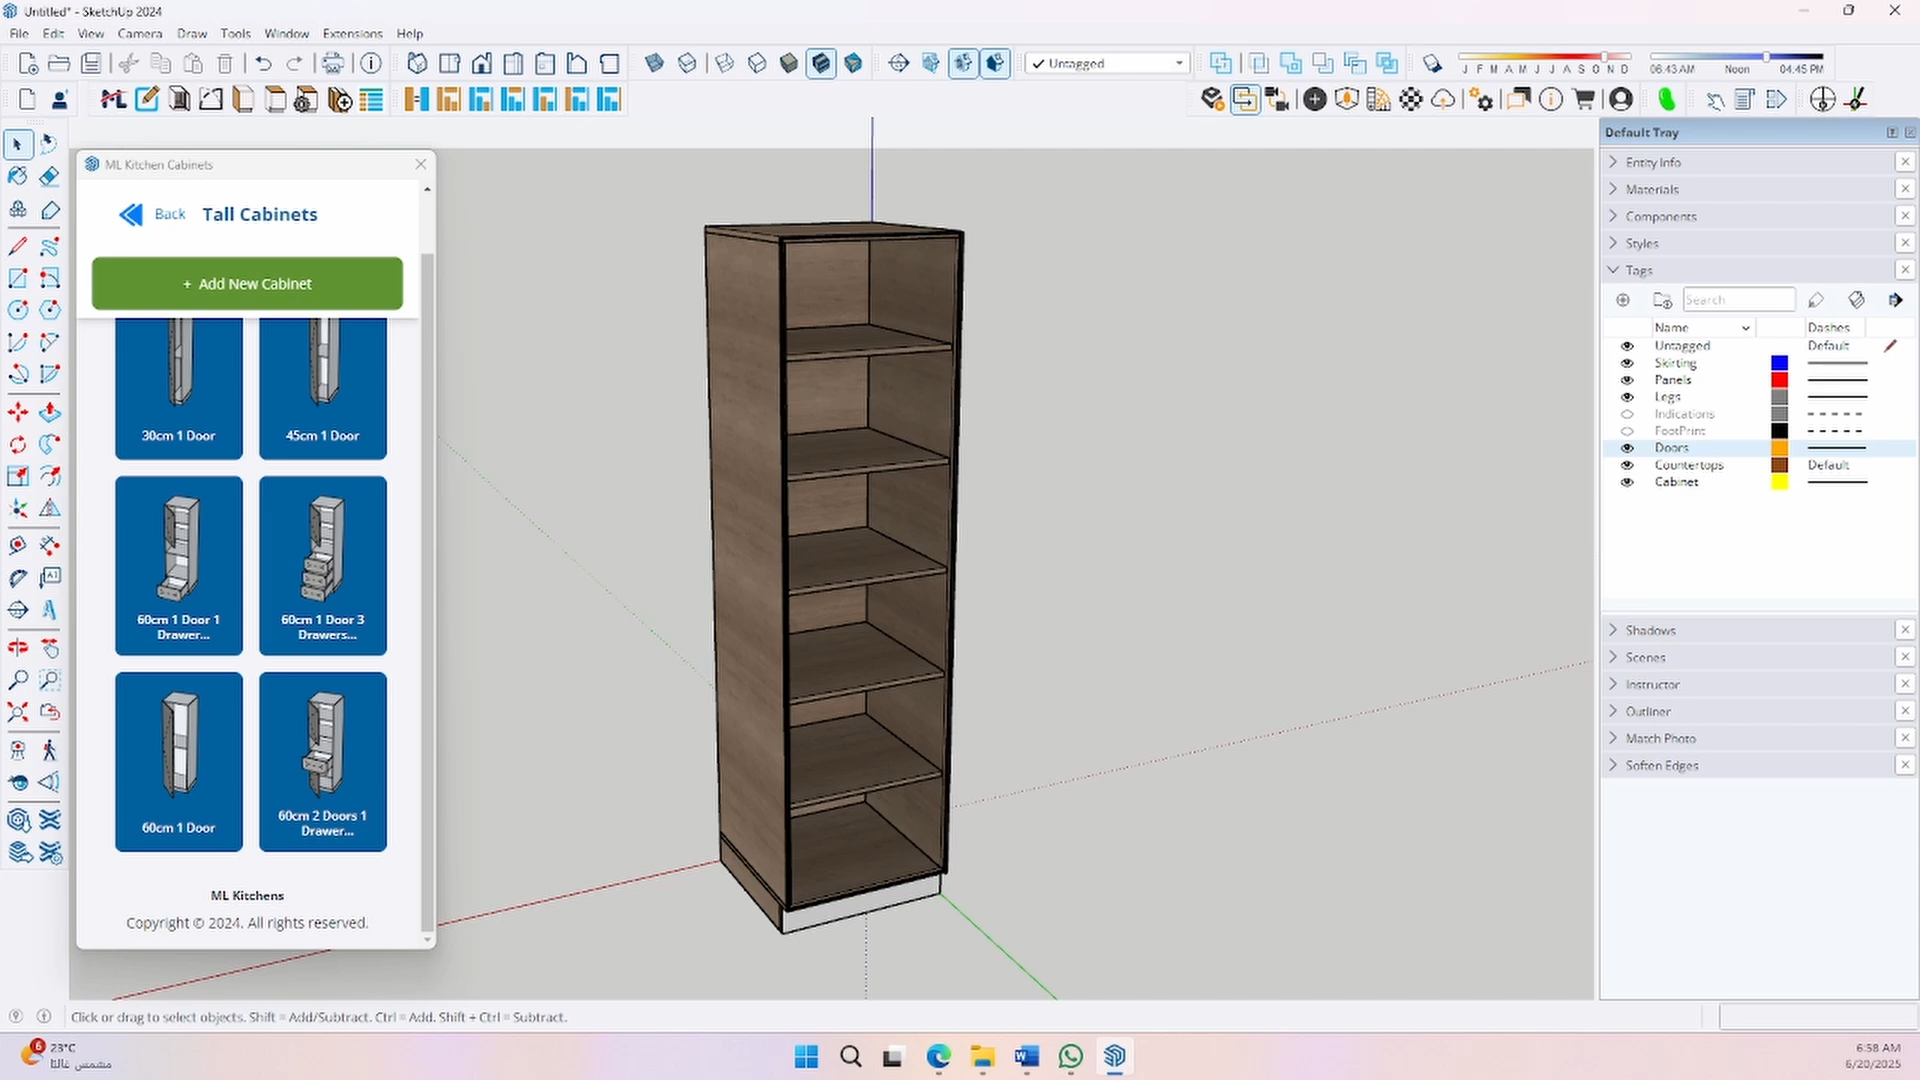 Untitled* - SketchUp 2024
File Edit View Camera Draw Tools Window Extensions Help
Untagged
J F M A M J J A S O N D
06:43 AM Noon 04:45 PM
ML Kitchen Cabinets
Back Tall Cabinets
+ Add New Cabinet
30cm 1 Door
45cm 1 Door
60cm 1 Door 1
Drawer...
60cm 1 Door 3
Drawers...
60cm 1 Door
60cm 2 Doors 1
Drawer...
ML Kitchens
Copyright © 2024. All rights reserved.
Default Tray
Entity Info
Materials
Components
Styles
Tags
Search
Name Dashes
Untagged Default
Skirting
Panels
Legs
Indications
FootPrint
Doors
Countertops Default
Cabinet
Shadows
Scenes
Instructor
Outliner
Match Photo
Soften Edges
Click or drag to select objects. Shift = Add/Subtract. Ctrl = Add. Shift + Ctrl = Subtract.
6
23°C
مشمس غالبًا
6:58 AM
6/20/2025